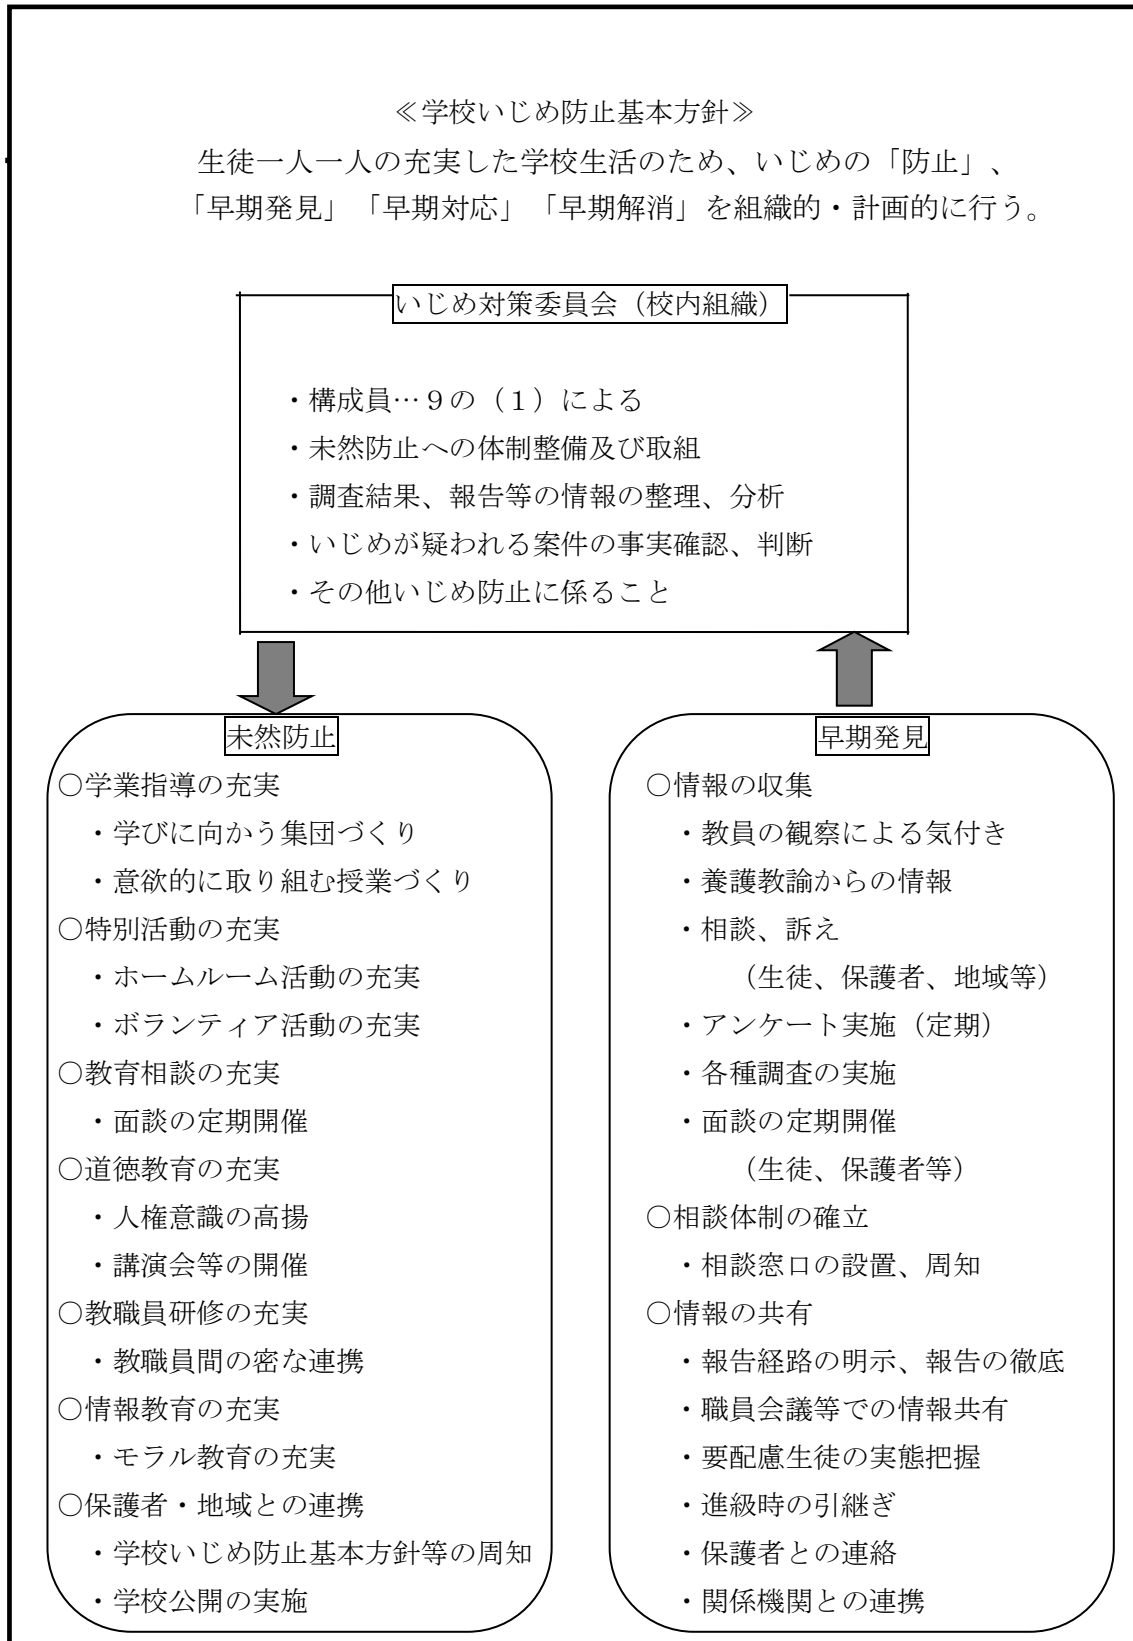 ≪学校いじめ防止基本方針≫
生徒一人一人の充実した学校生活のため、いじめの「防止」、
「早期発見」「早期対応」「早期解消」を組織的・計画的に行う。
いじめ対策委員会（校内組織）
・構成員…９の（１）による
・未然防止への体制整備及び取組
・調査結果、報告等の情報の整理、分析
・いじめが疑われる案件の事実確認、判断
・その他いじめ防止に係ること
未然防止
○学業指導の充実
・学びに向かう集団づくり
・意欲的に取り組む授業づくり
○特別活動の充実
・ホームルーム活動の充実
・ボランティア活動の充実
○教育相談の充実
・面談の定期開催
○道徳教育の充実
・人権意識の高揚
・講演会等の開催
○教職員研修の充実
・教職員間の密な連携
○情報教育の充実
・モラル教育の充実
○保護者・地域との連携
・学校いじめ防止基本方針等の周知
・学校公開の実施
早期発見
○情報の収集
・教員の観察による気付き
・養護教諭からの情報
・相談、訴え
（生徒、保護者、地域等）
・アンケート実施（定期）
・各種調査の実施
・面談の定期開催
（生徒、保護者等）
○相談体制の確立
・相談窓口の設置、周知
○情報の共有
・報告経路の明示、報告の徹底
・職員会議等での情報共有
・要配慮生徒の実態把握
・進級時の引継ぎ
・保護者との連絡
・関係機関との連携